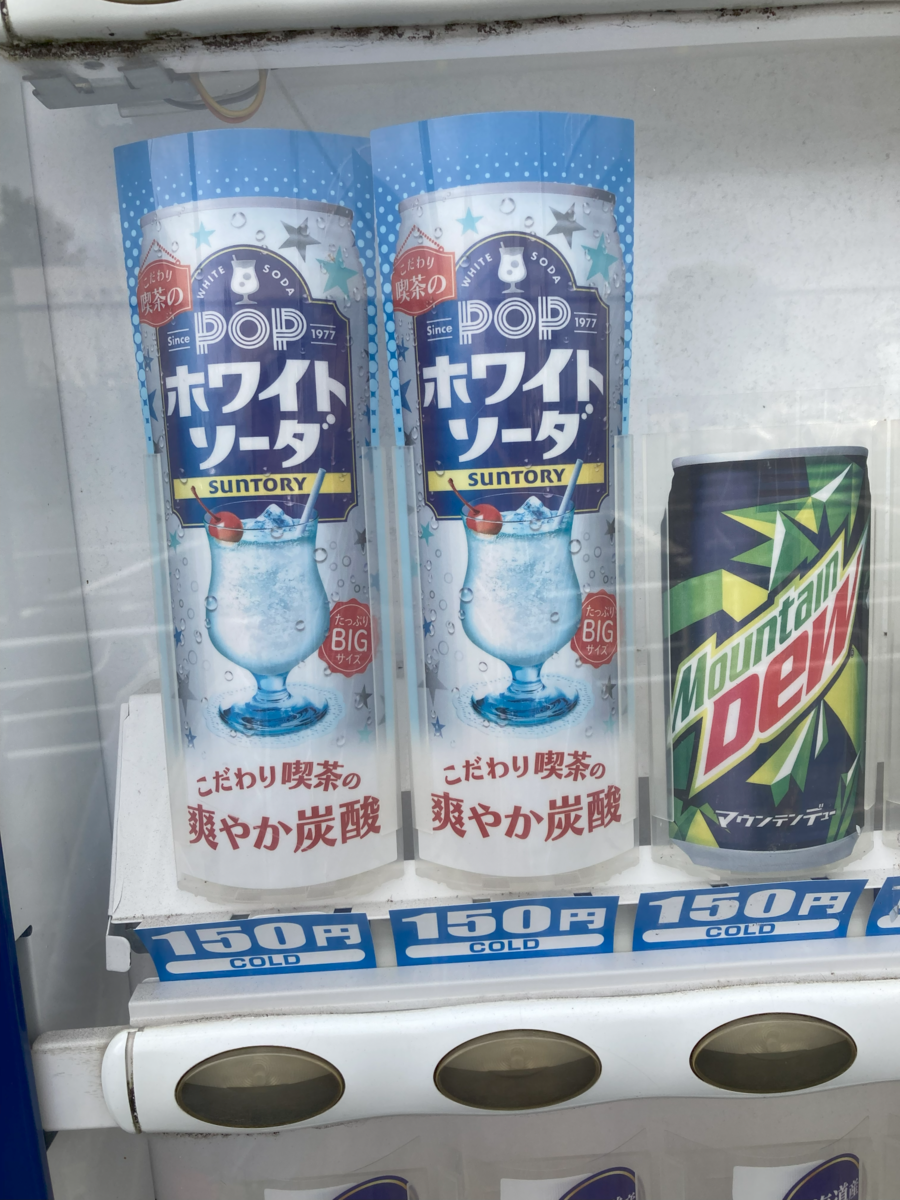 こだわり
喫茶の
WHITE SODA
POP
Since 1977
ホワイト
ソーダ
SUNTORY
たっぷり
BIG
サイズ
こだわり喫茶の
爽やか炭酸
150円
COLD
こだわり
喫茶の
WHITE SODA
POP
Since 1977
ホワイト
ソーダ
SUNTORY
たっぷり
BIG
サイズ
こだわり喫茶の
爽やか炭酸
150円
COLD
Mountain
Dew
マウンテンデュー
150円
COLD